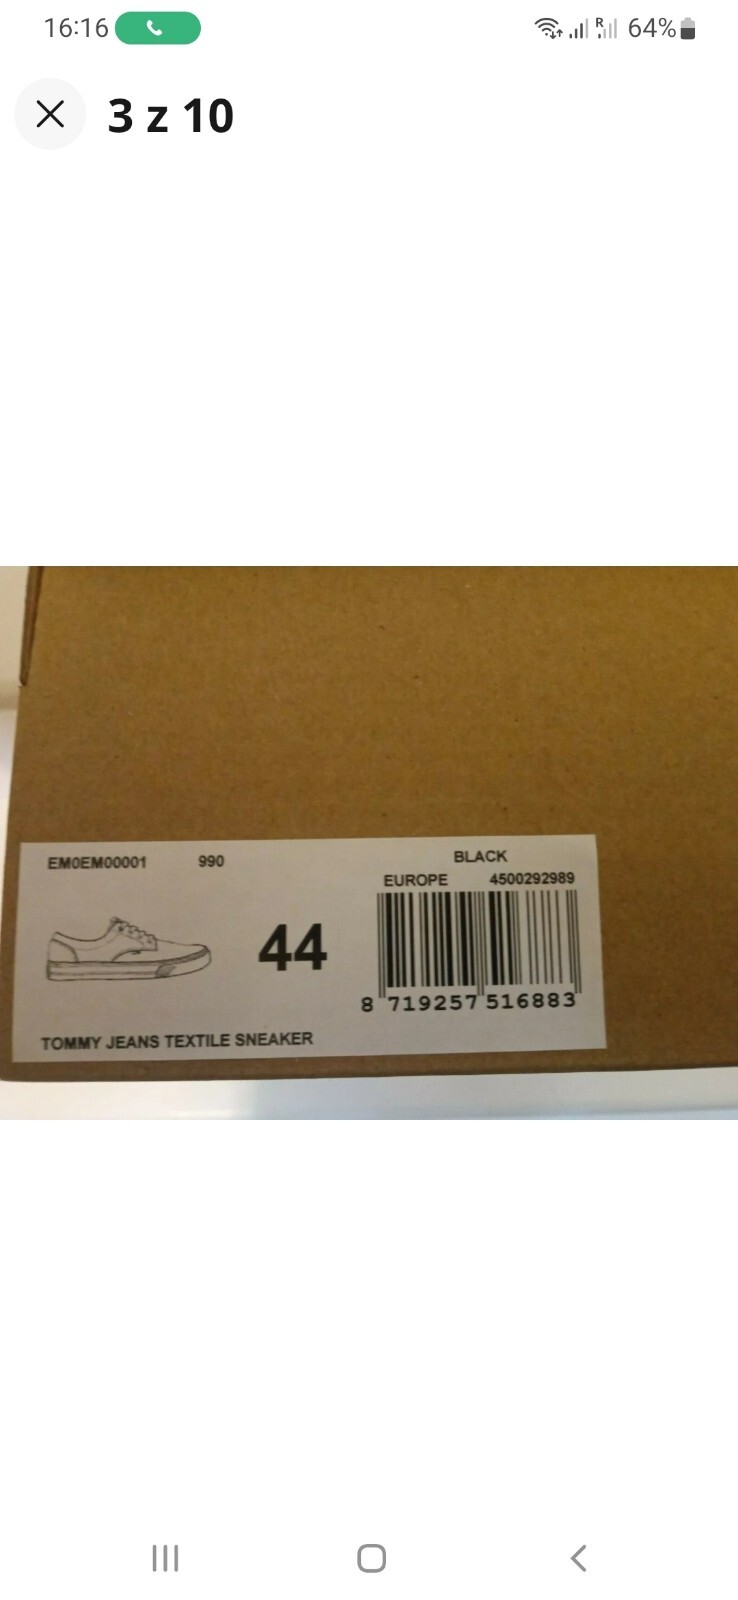 16:16 R 64%
3 z 10
EM0EM00001 990 BLACK
EUROPE 4500292989
44
8 719257 516883
TOMMY JEANS TEXTILE SNEAKER